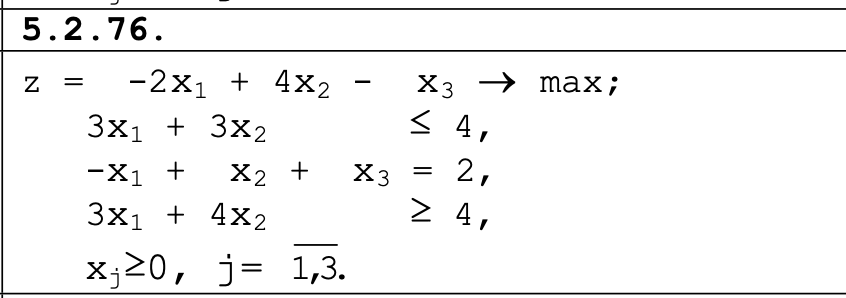 5.2.76.
z = -2x₁ + 4x₂ - x₃ → max;
3x₁ + 3x₂ ≤ 4,
-x₁ + x₂ + x₃ = 2,
3x₁ + 4x₂ ≥ 4,
xⱼ≥0, j= 1,3.